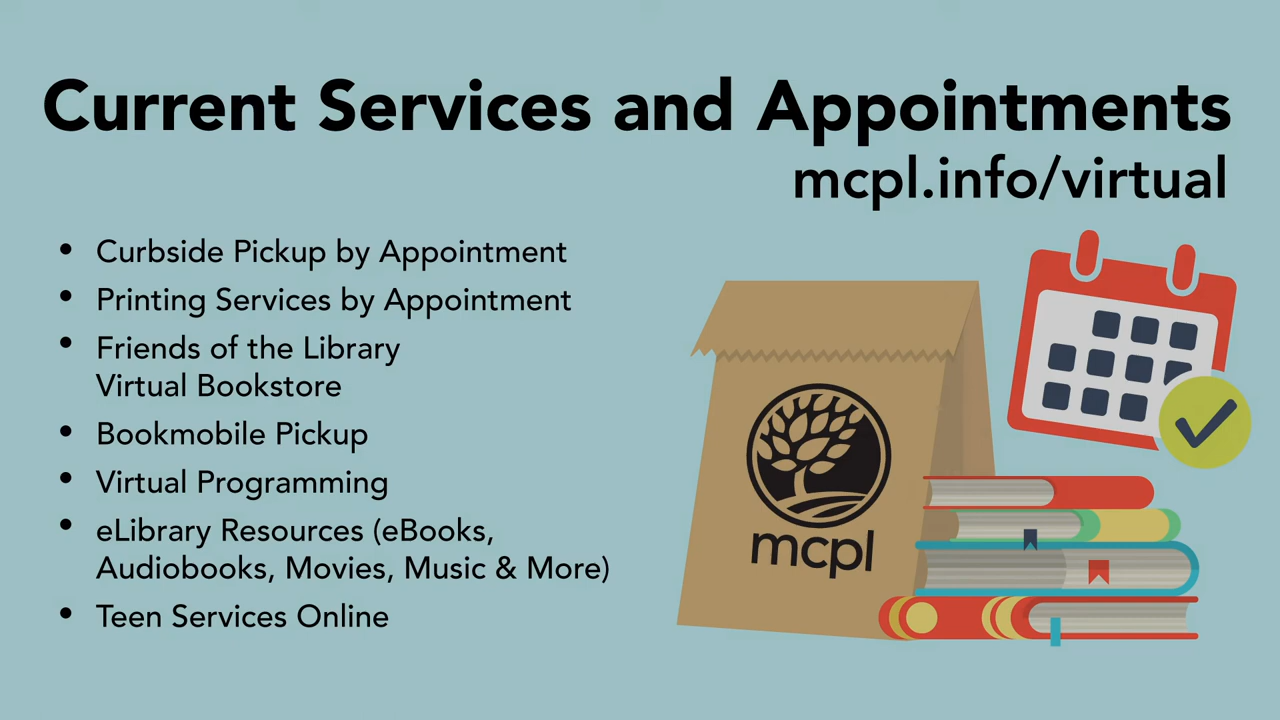 Current Services and Appointments
mcpl.info/virtual
• Curbside Pickup by Appointment
• Printing Services by Appointment
• Friends of the Library
Virtual Bookstore
• Bookmobile Pickup
• Virtual Programming
• eLibrary Resources (eBooks,
Audiobooks, Movies, Music & More)
• Teen Services Online
mcpl